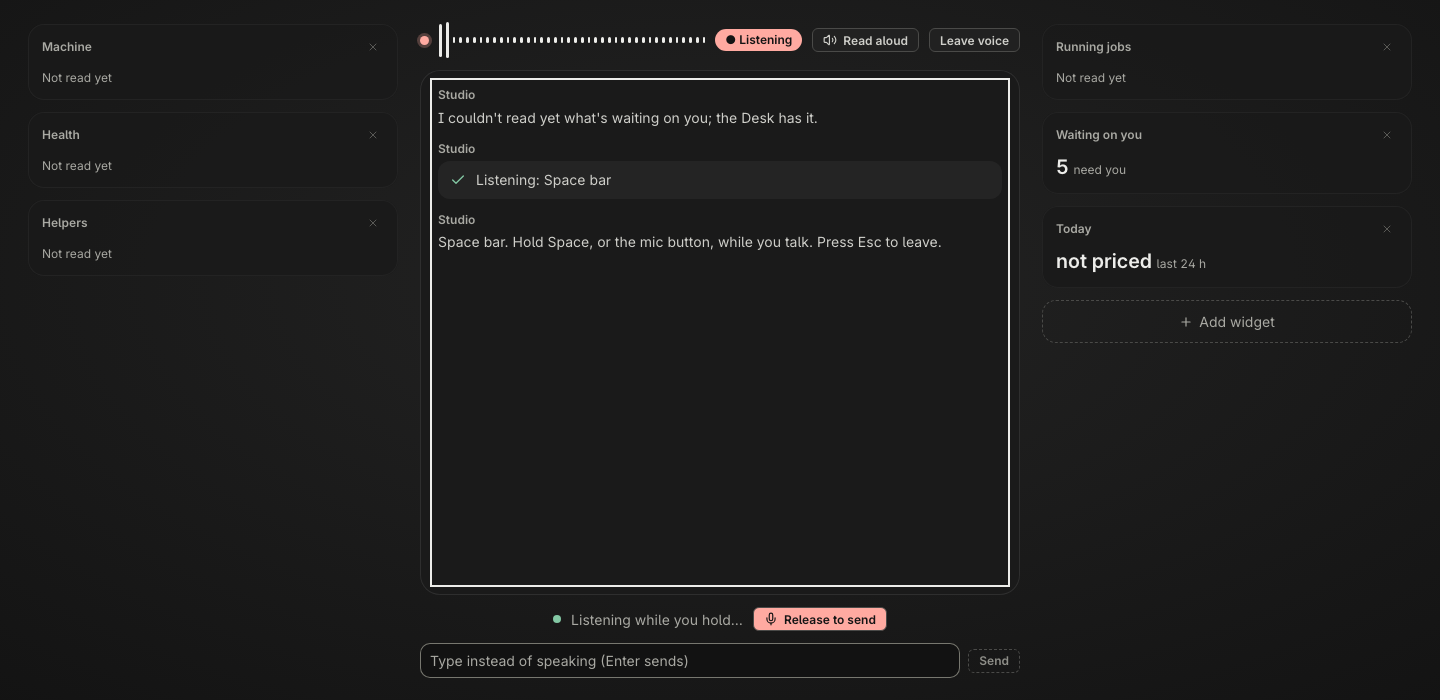 Machine
Not read yet
Health
Not read yet
Helpers
Not read yet
Listening
Read aloud
Leave voice
Studio
I couldn't read yet what's waiting on you; the Desk has it.
Studio
Listening: Space bar
Studio
Space bar. Hold Space, or the mic button, while you talk. Press Esc to leave.
Listening while you hold...
Release to send
Type instead of speaking (Enter sends)
Send
Running jobs
Not read yet
Waiting on you
5 need you
Today
not priced last 24 h
+ Add widget